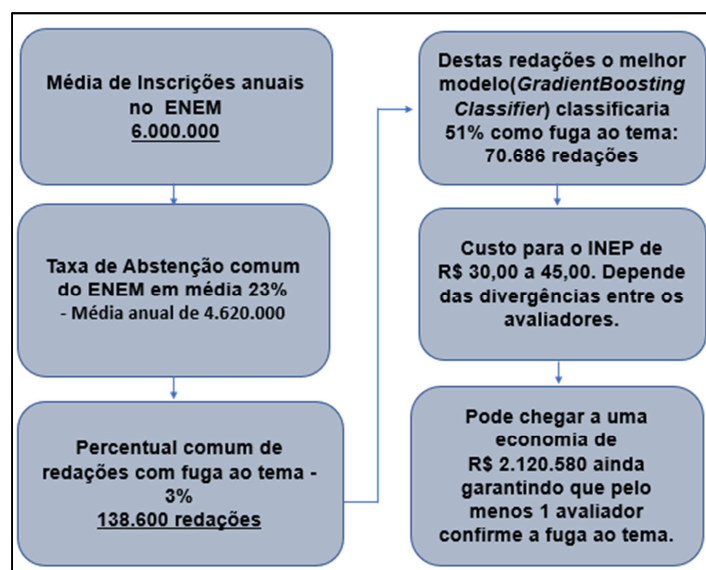 Média de Inscrições anuais
no ENEM
6.000.000
Taxa de Abstenção comum
do ENEM em média 23%
- Média anual de 4.620.000
Percentual comum de
redações com fuga ao tema -
3%
138.600 redações
Destas redações o melhor
modelo(GradientBoosting
Classifier) classificaria
51% como fuga ao tema:
70.686 redações
Custo para o INEP de
R$ 30,00 a 45,00. Depende
das divergências entre os
avaliadores.
Pode chegar a uma
economia de
R$ 2.120.580 ainda
garantindo que pelo
menos 1 avaliador
confirme a fuga ao tema.